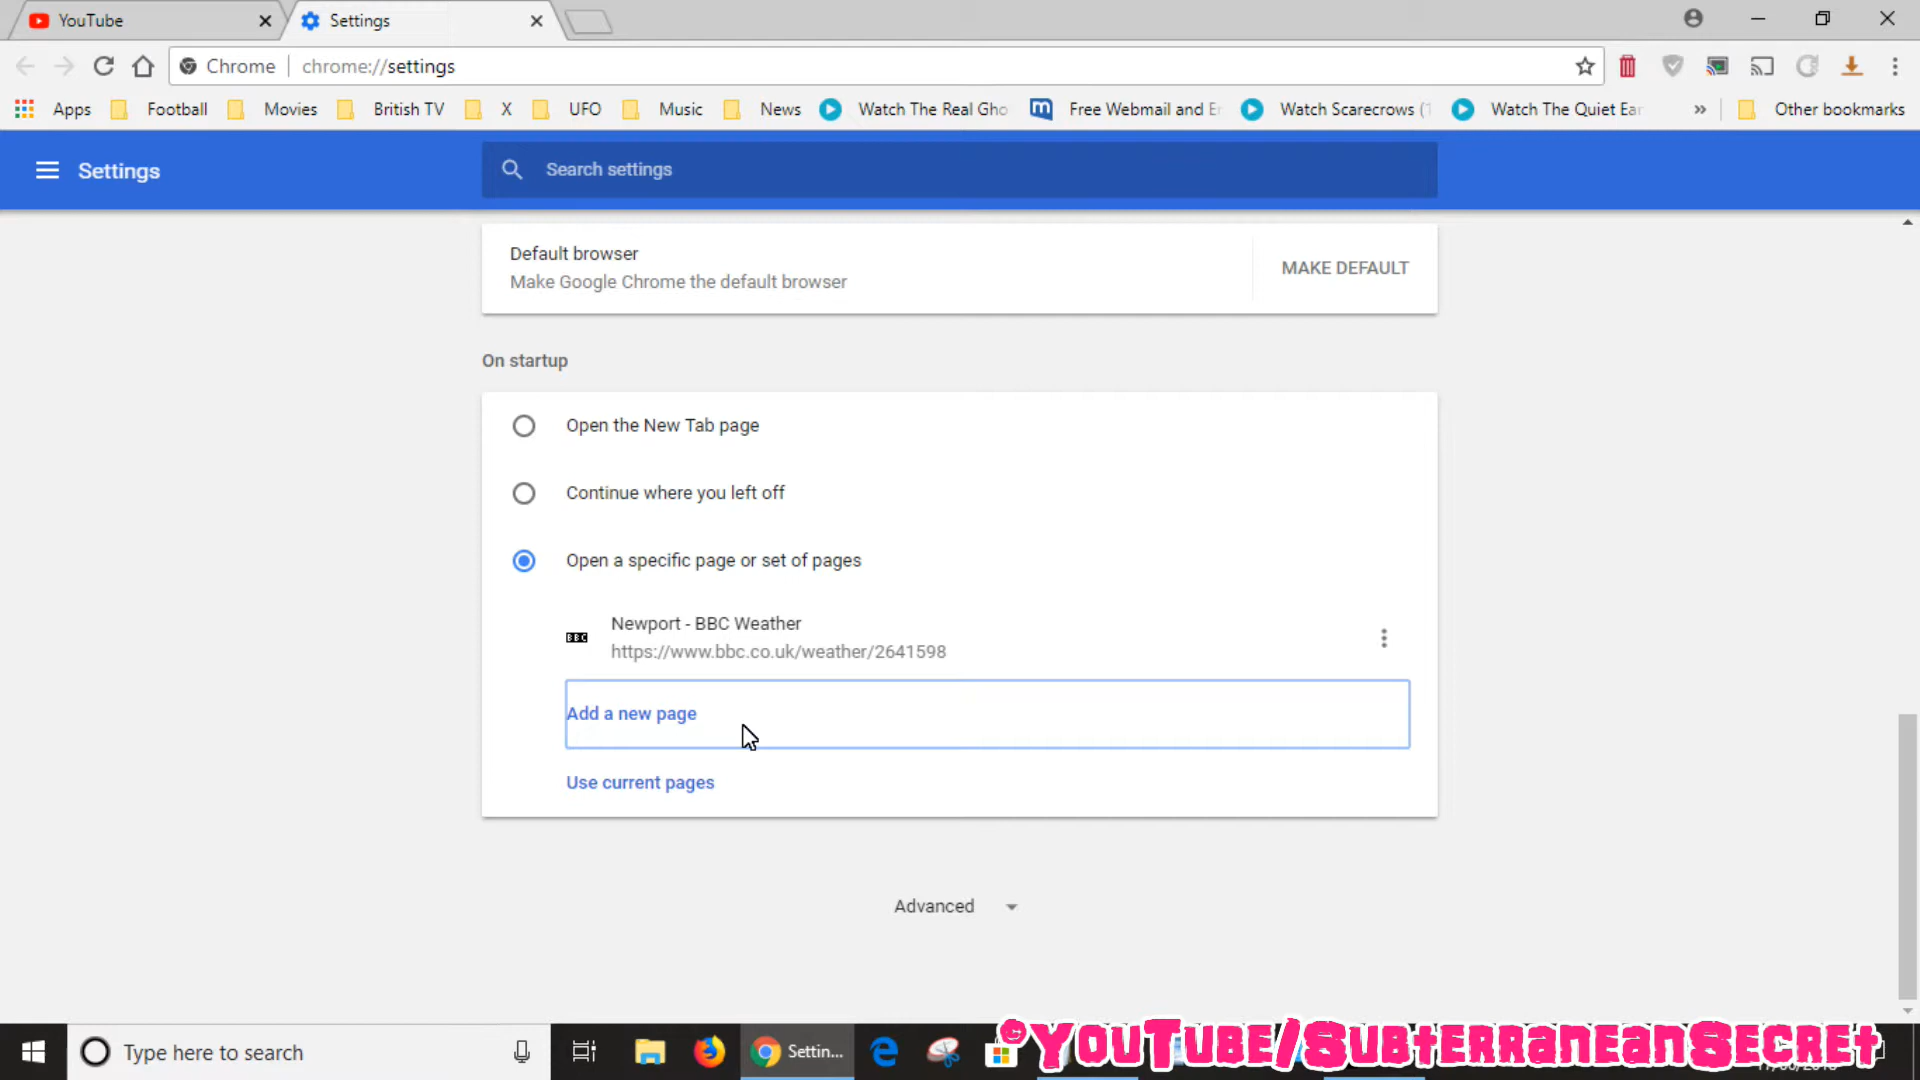 YouTube
Settings
Chrome chrome://settings
Apps Football Movies British TV X UFO Music News Watch The Real Gho Free Webmail and E Watch Scarecrows (1 Watch The Quiet Ear » Other bookmarks
Settings
Search settings
Default browser
Make Google Chrome the default browser
MAKE DEFAULT
On startup
Open the New Tab page
Continue where you left off
Open a specific page or set of pages
BBC
Newport - BBC Weather
https://www.bbc.co.uk/weather/2641598
Add a new page
Use current pages
Advanced
Type here to search
Settin...
©YouTube/SubterraneanSecret